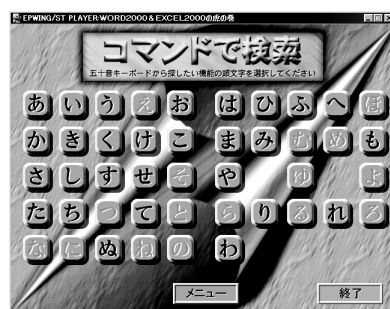 EPWING/ST PLAYER:WORD2000＆EXCEL2000の虎の巻
コマンドで検索
五十音キーボードから探したい機能の頭文字を選択してください
あ い う え お は ひ ふ へ ほ
か き く け こ ま み む め も
さ し す せ そ や ゆ よ
た ち つ て と ら り る れ ろ
な に ぬ ね の わ
メニュー 終了